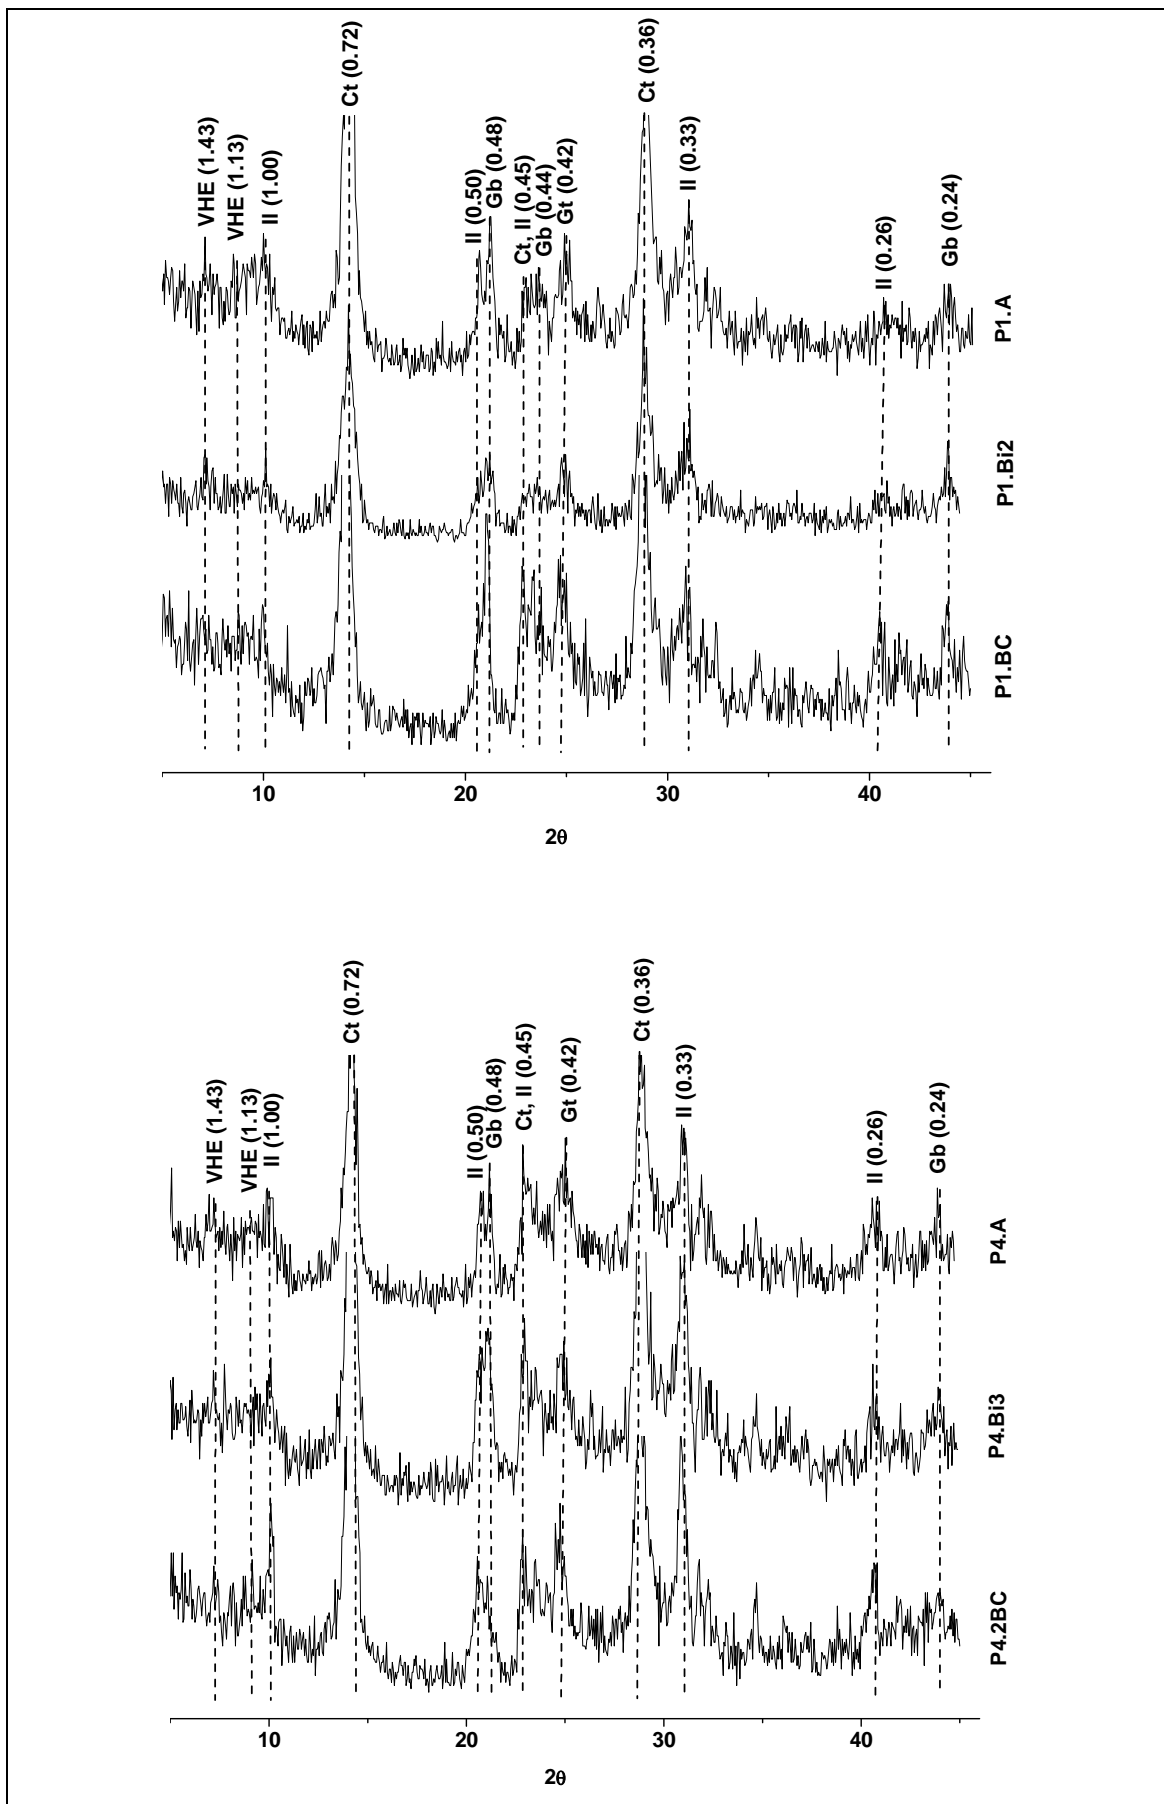 VHE (1.43)
VHE (1.13)
Il (1.00)
Ct (0.72)
Il (0.50)
Gb (0.48)
Ct, Il (0.45)
Gb (0.44)
Gt (0.42)
Ct (0.36)
Il (0.33)
Il (0.26)
Gb (0.24)
P1.A
P1.Bi2
P1.BC
10
20
30
40
2θ
VHE (1.43)
VHE (1.13)
Il (1.00)
Ct (0.72)
Il (0.50)
Gb (0.48)
Ct, Il (0.45)
Gt (0.42)
Ct (0.36)
Il (0.33)
Il (0.26)
Gb (0.24)
P4.A
P4.Bi3
P4.2BC
10
20
30
40
2θ